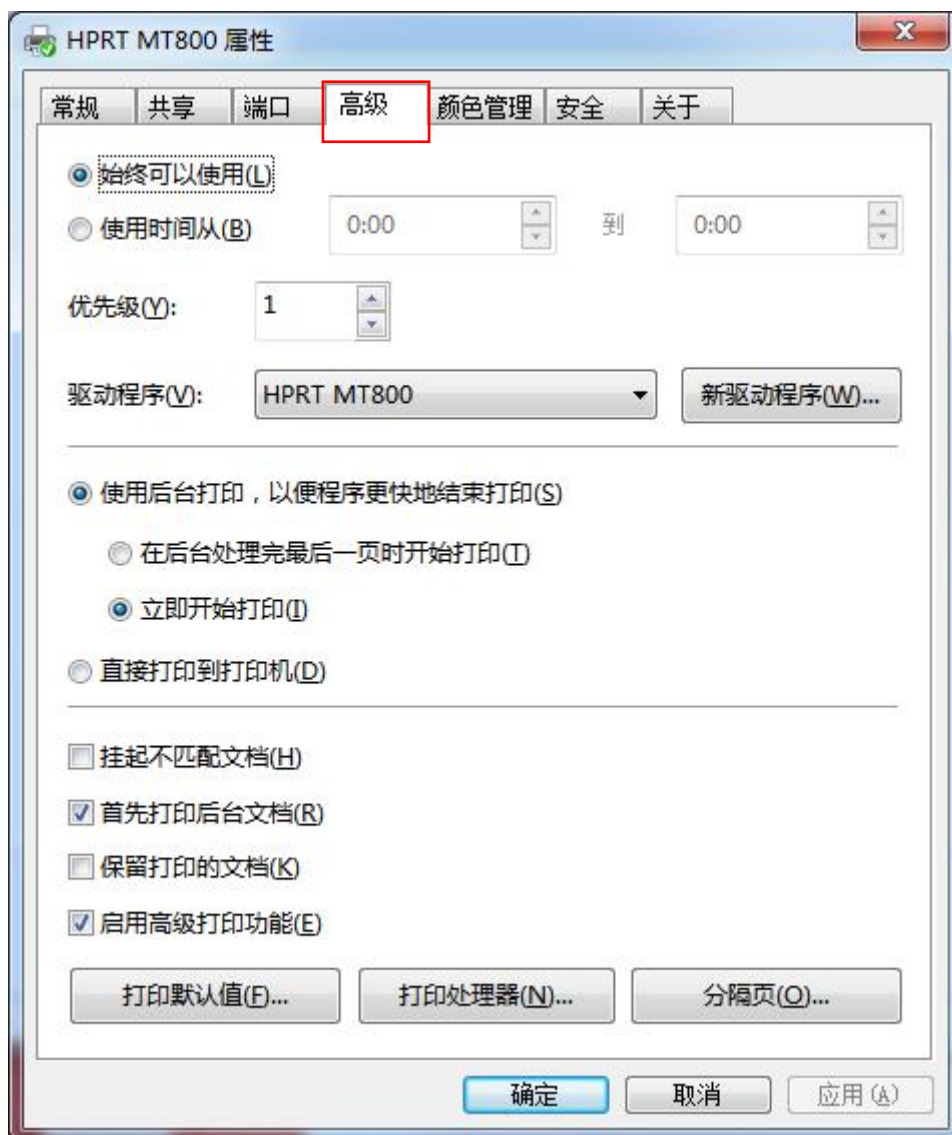 HPRT MT800 属性
常规 共享 端口 高级 颜色管理 安全 关于
始终可以使用(L)
使用时间从(B) 0:00 到 0:00
优先级(Y): 1
驱动程序(V): HPRT MT800 新驱动程序(W)...
使用后台打印，以便程序更快地结束打印(S)
在后台处理完最后一页时开始打印(T)
立即开始打印(I)
直接打印到打印机(D)
挂起不匹配文档(H)
首先打印后台文档(R)
保留打印的文档(K)
启用高级打印功能(E)
打印默认值(F)... 打印处理器(N)... 分隔页(O)...
确定 取消 应用(A)